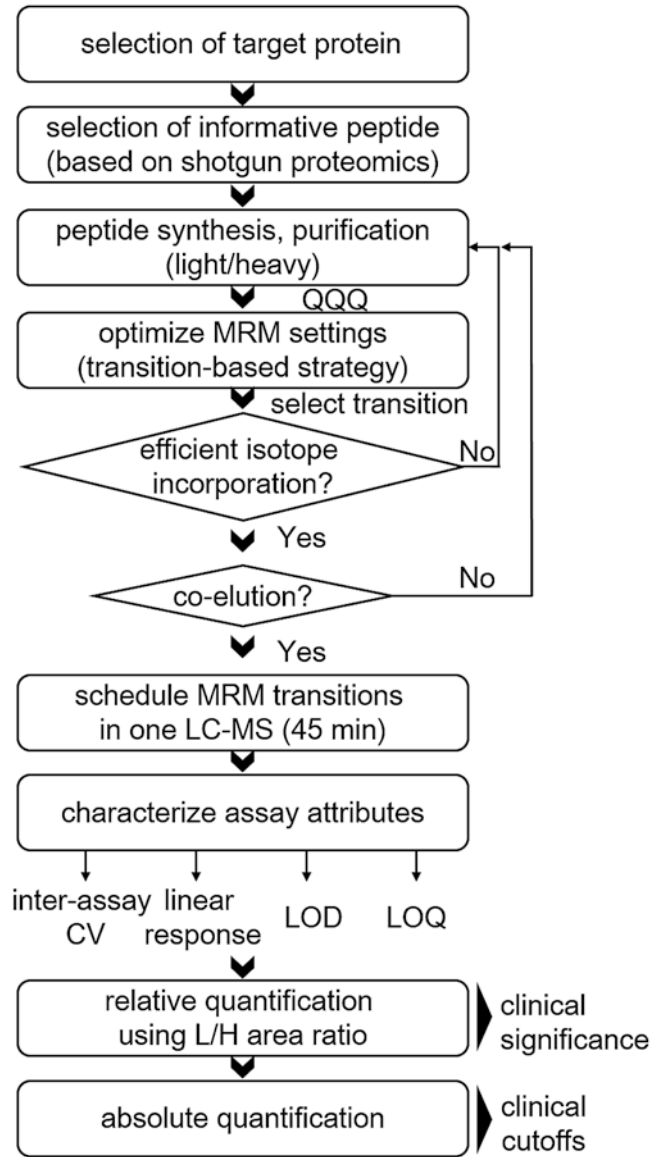 selection of target protein
selection of informative peptide
(based on shotgun proteomics)
peptide synthesis, purification
(light/heavy)
QQQ
optimize MRM settings
(transition-based strategy)
select transition
efficient isotope
incorporation?
No
Yes
co-elution?
No
Yes
schedule MRM transitions
in one LC-MS (45 min)
characterize assay attributes
inter-assay
CV
linear
response
LOD
LOQ
relative quantification
using L/H area ratio
clinical
significance
absolute quantification
clinical
cutoffs